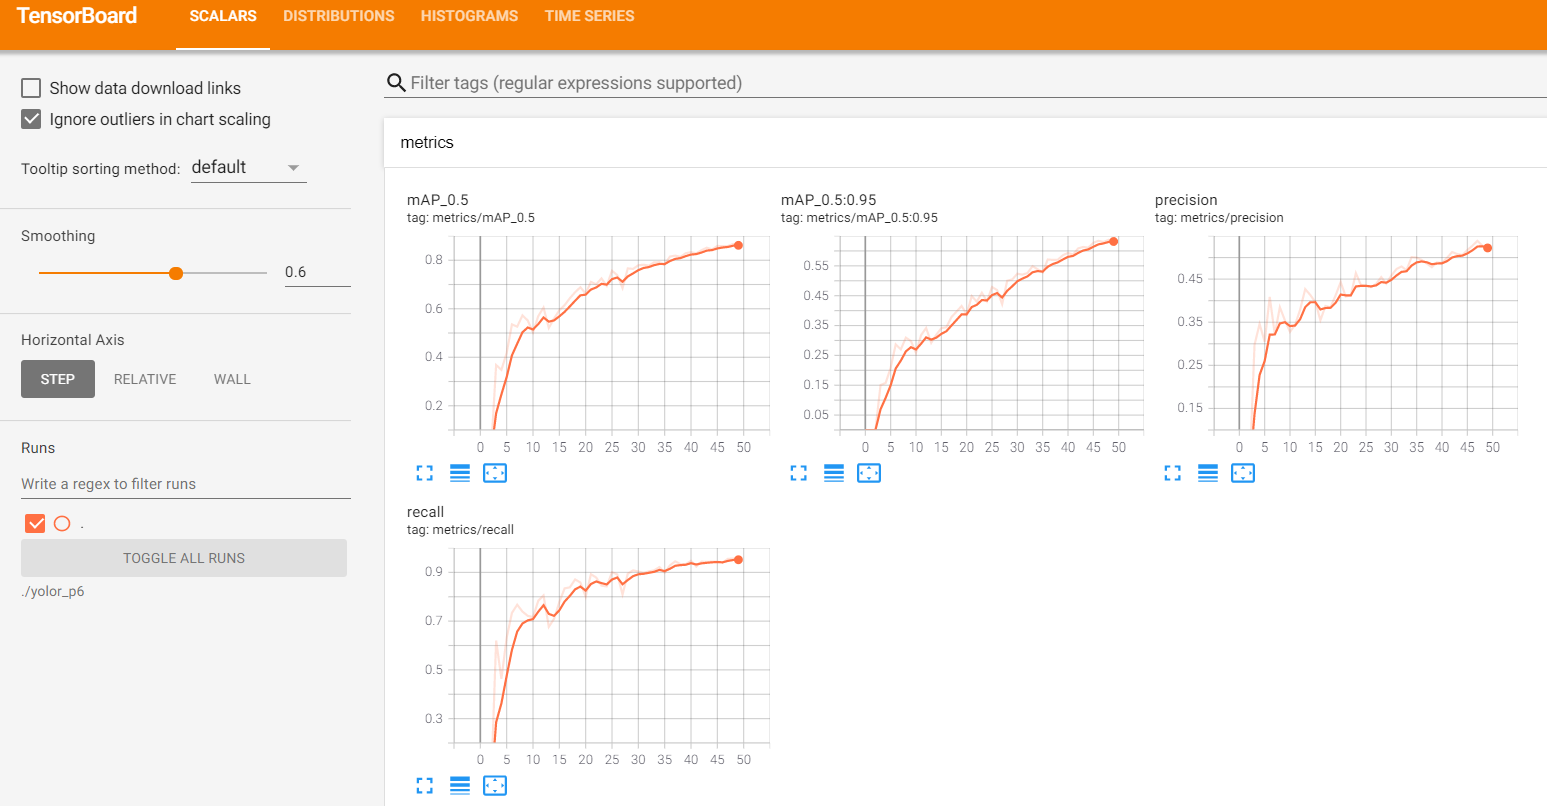 TensorBoard SCALARS DISTRIBUTIONS HISTOGRAMS TIME SERIES
Show data download links
Ignore outliers in chart scaling
Tooltip sorting method: default
Smoothing
0.6
Horizontal Axis
STEP RELATIVE WALL
Runs
Write a regex to filter runs
.
TOGGLE ALL RUNS
./yolor_p6
Filter tags (regular expressions supported)
metrics
mAP_0.5
tag: metrics/mAP_0.5
0.8
0.6
0.4
0.2
0 5 10 15 20 25 30 35 40 45 50
mAP_0.5:0.95
tag: metrics/mAP_0.5:0.95
0.55
0.45
0.35
0.25
0.15
0.05
0 5 10 15 20 25 30 35 40 45 50
precision
tag: metrics/precision
0.45
0.35
0.25
0.15
0 5 10 15 20 25 30 35 40 45 50
recall
tag: metrics/recall
0.9
0.7
0.5
0.3
0 5 10 15 20 25 30 35 40 45 50